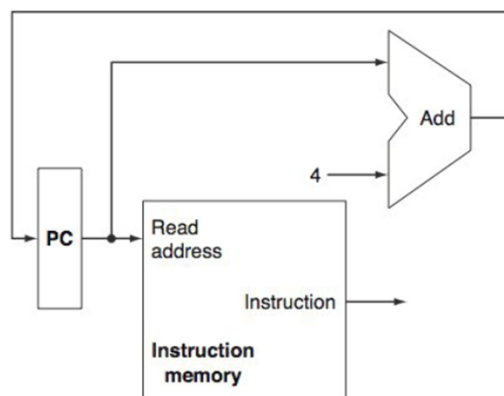 Add
4
PC
Read
address
Instruction
Instruction
memory